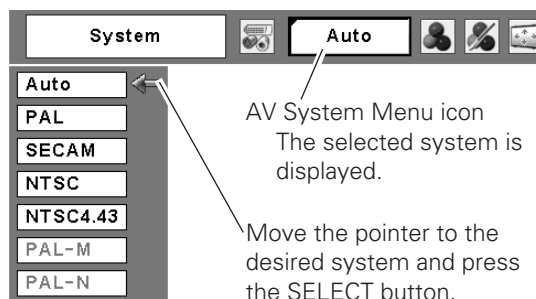 System
Auto
Auto
PAL
SECAM
NTSC
NTSC4.43
PAL-M
PAL-N
AV System Menu icon
The selected system is
displayed.
Move the pointer to the
desired system and press
the SELECT button.